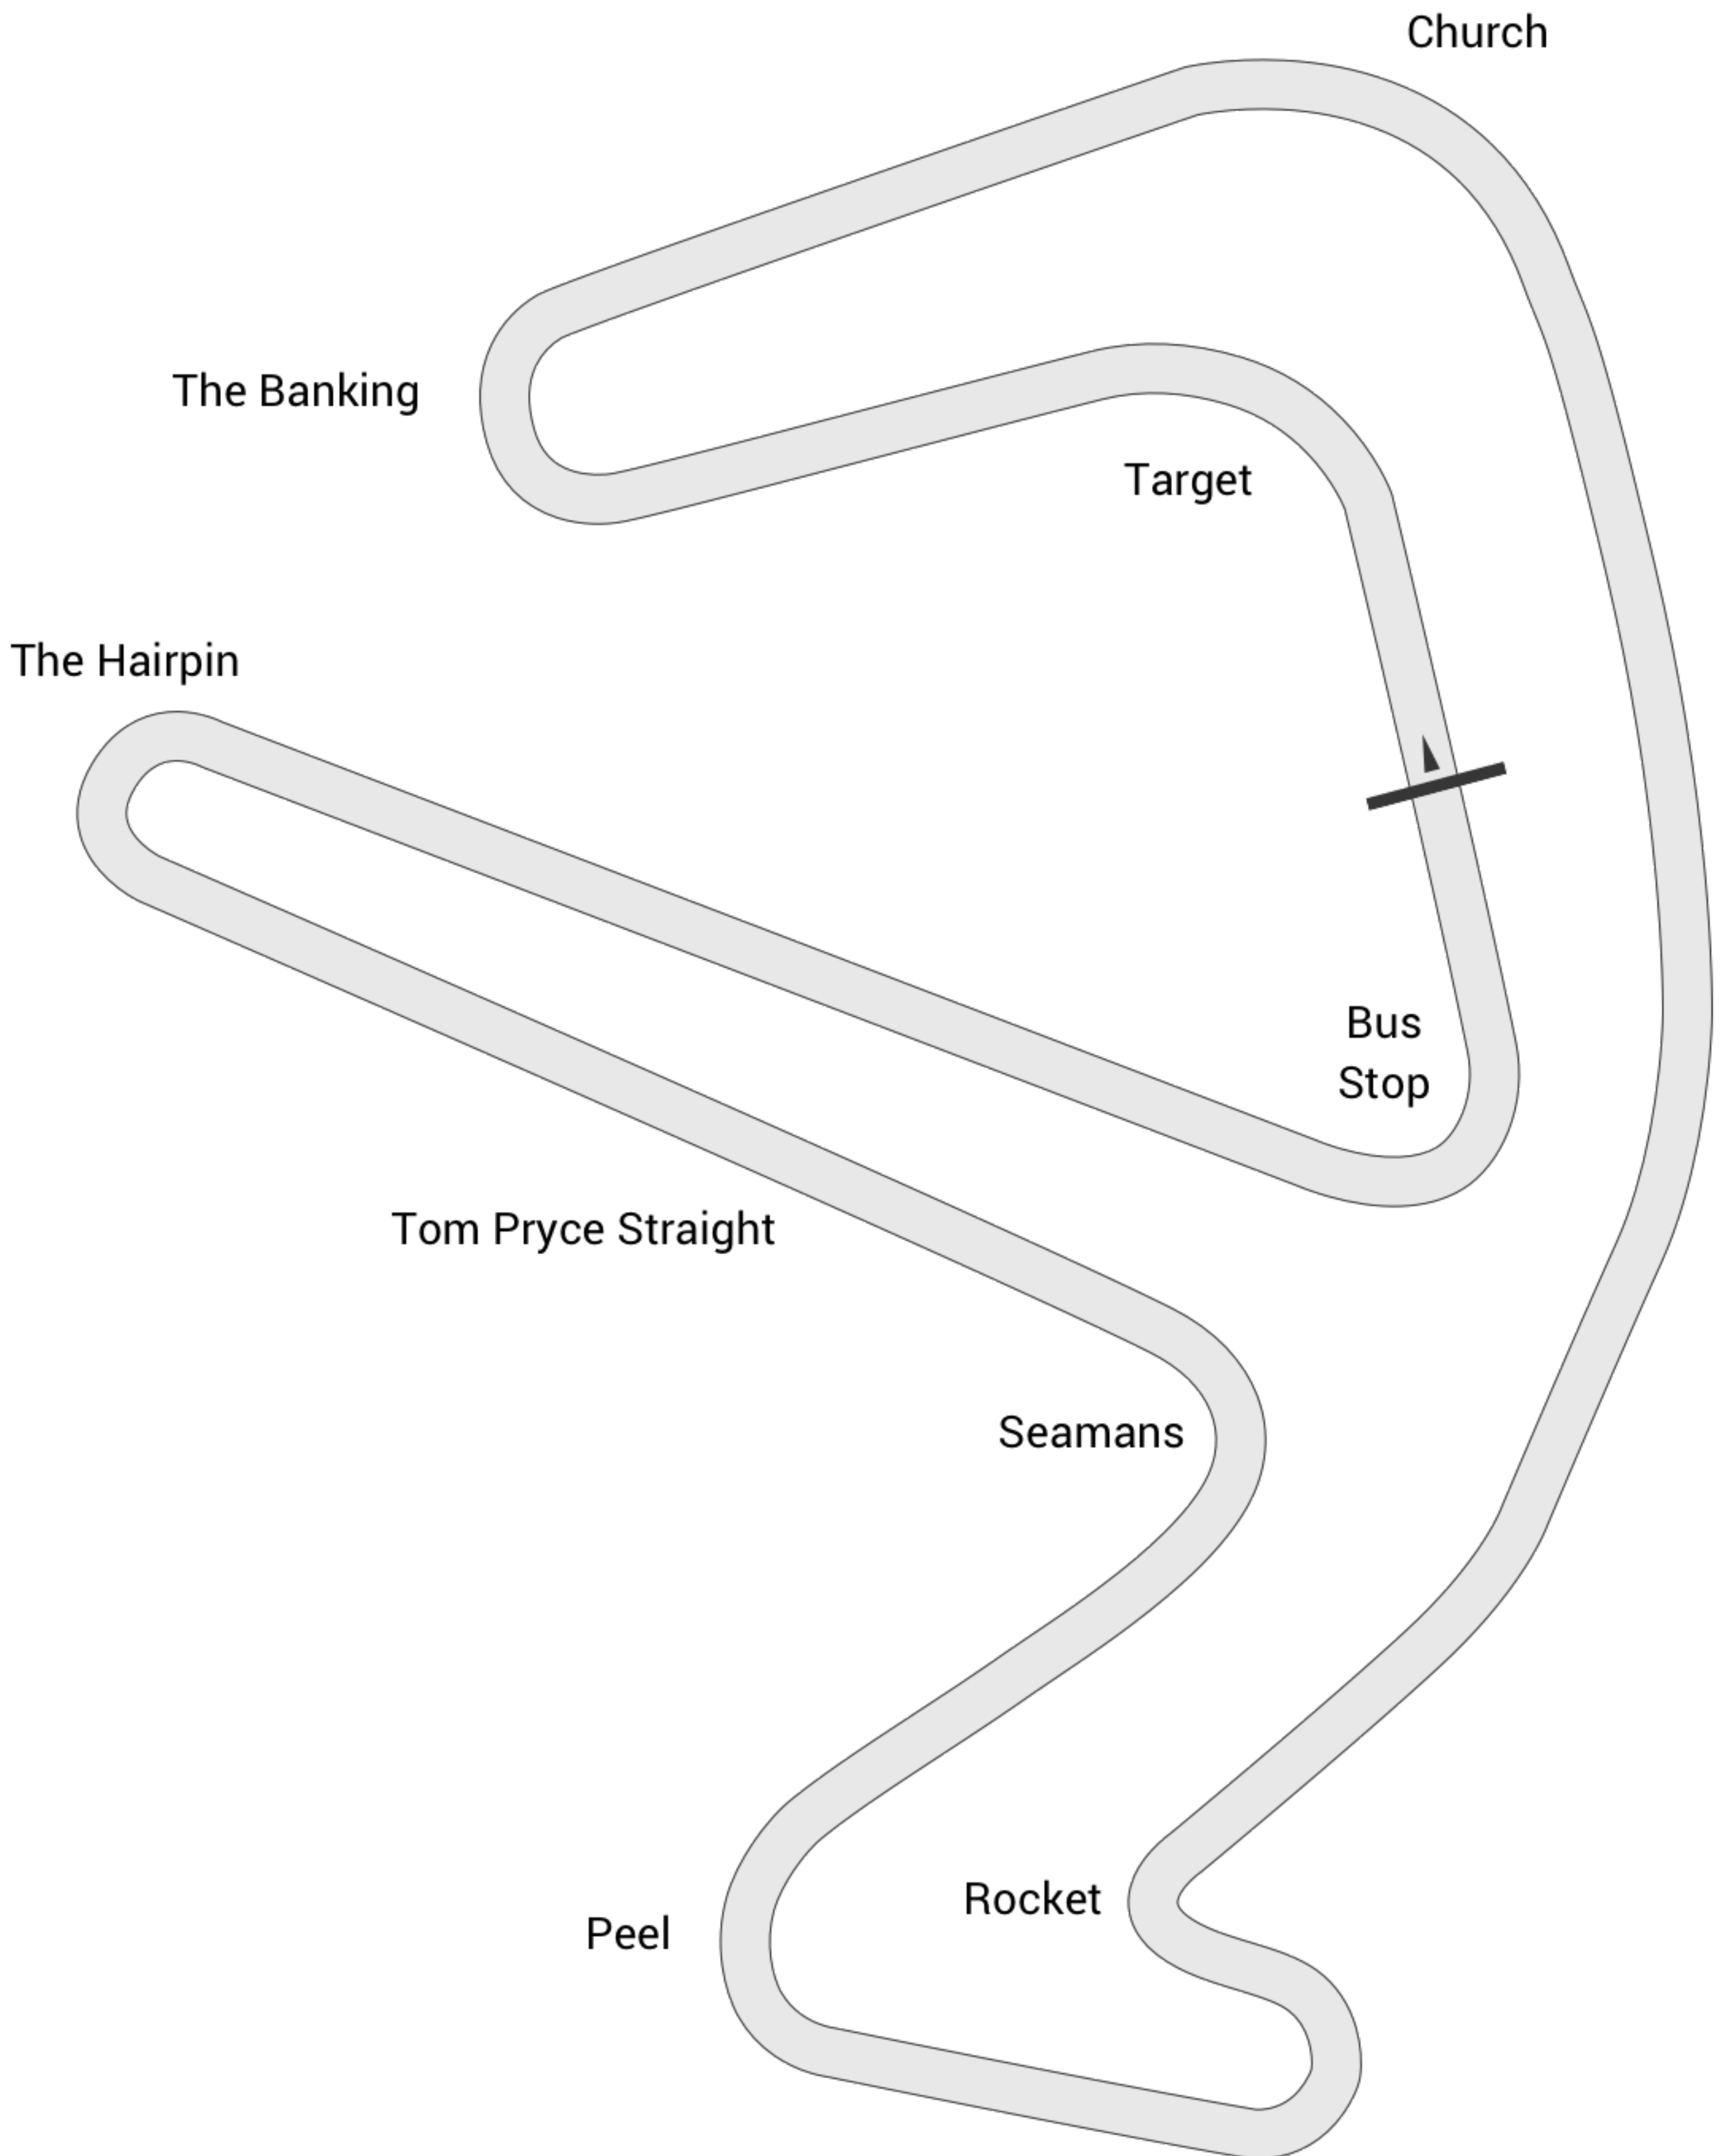 Church
The Banking
Target
The Hairpin
Bus
Stop
Tom Pryce Straight
Seamans
Rocket
Peel